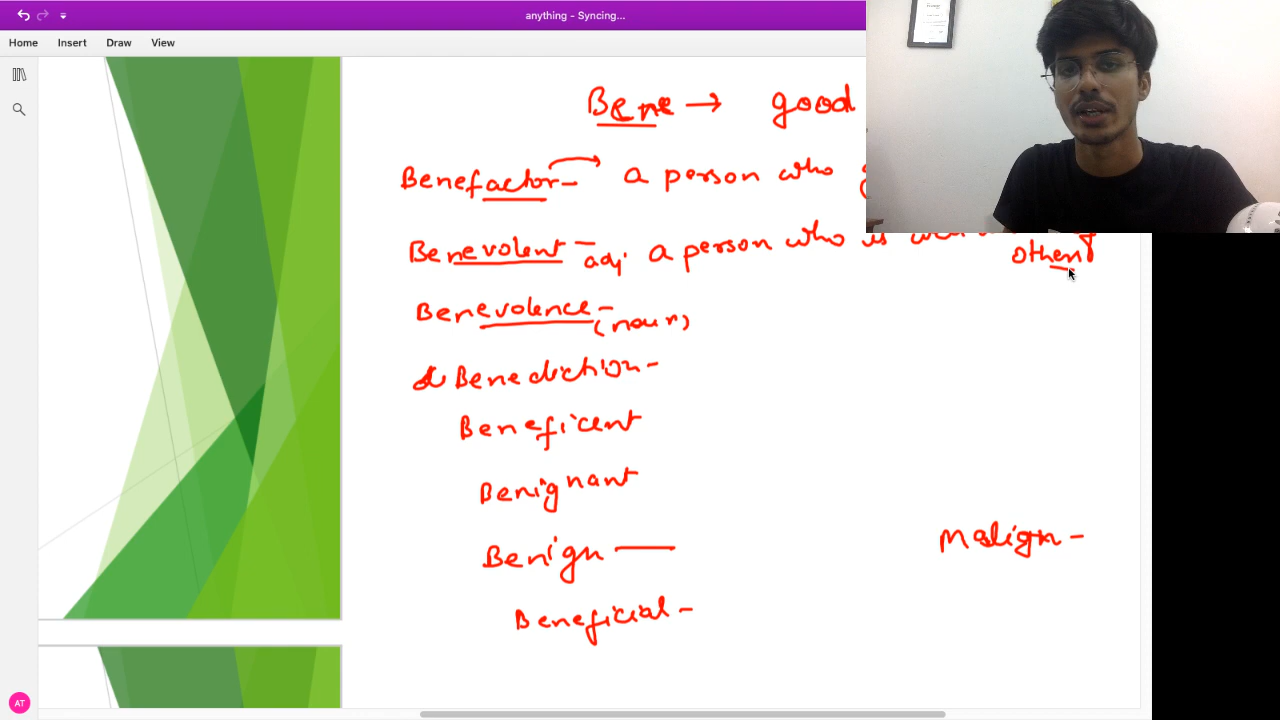 anything - Syncing...
Home Insert Draw View
Bene → good
Benefactor- a person who
Benevolent - adj. a person who is
others
Benevolence - (noun)
Benediction -
Beneficent
Benignant
Benign — Malign -
Beneficial -
AT